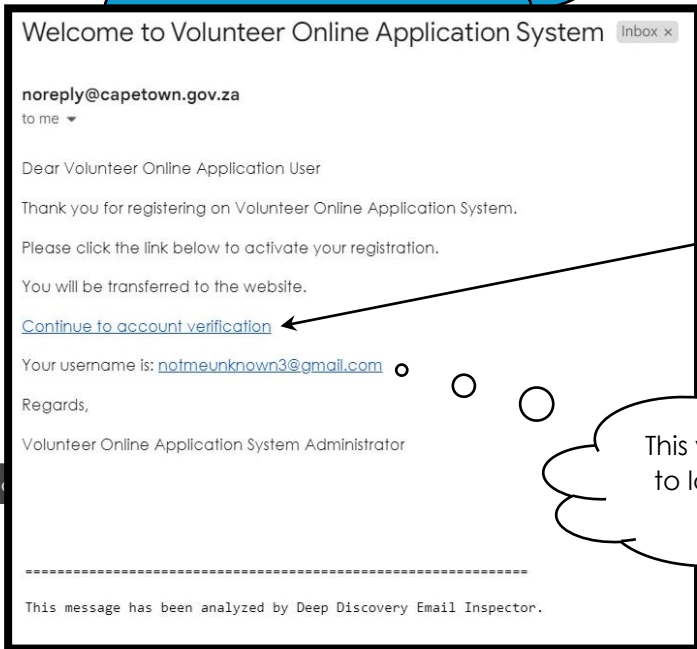 Welcome to Volunteer Online Application System Inbox ×
noreply@capetown.gov.za
to me
Dear Volunteer Online Application User
Thank you for registering on Volunteer Online Application System.
Please click the link below to activate your registration.
You will be transferred to the website.
Continue to account verification
Your username is: notmeunknown3@gmail.com
Regards,
Volunteer Online Application System Administrator
This
to
==================================================================
This message has been analyzed by Deep Discovery Email Inspector.